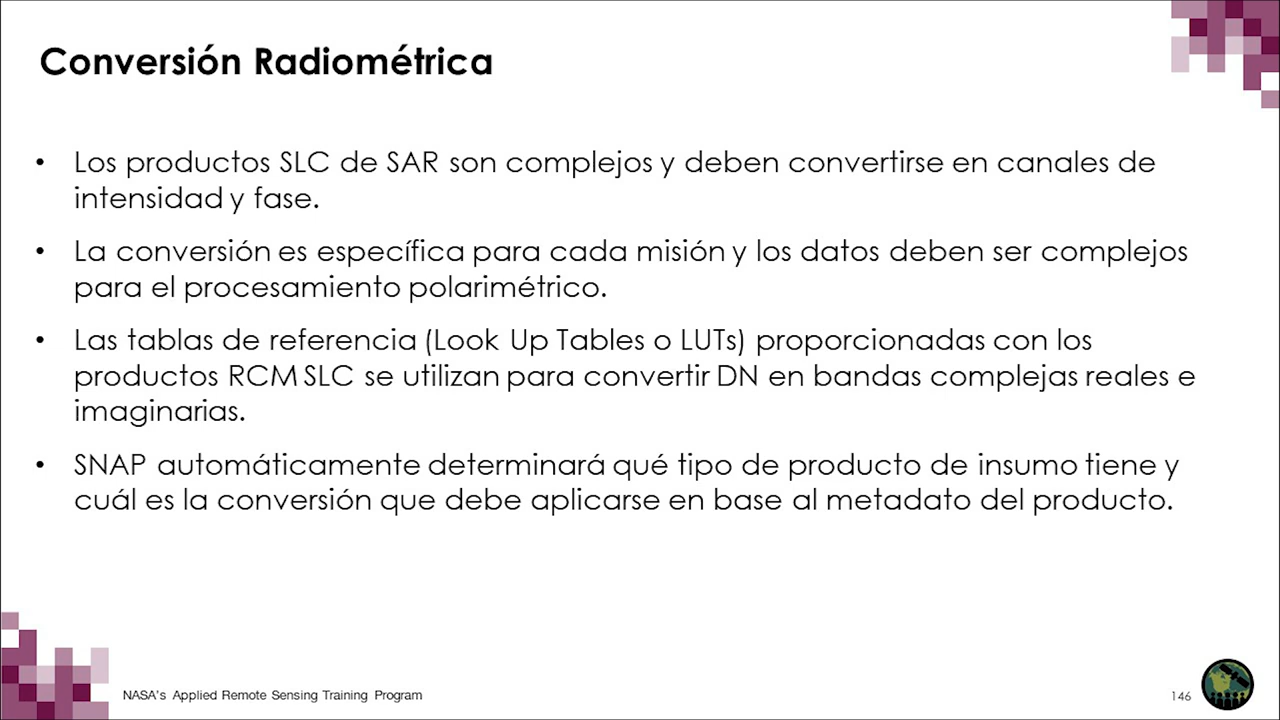 Conversión Radiométrica
• Los productos SLC de SAR son complejos y deben convertirse en canales de
intensidad y fase.
• La conversión es específica para cada misión y los datos deben ser complejos
para el procesamiento polarimétrico.
• Las tablas de referencia (Look Up Tables o LUTs) proporcionadas con los
productos RCM SLC se utilizan para convertir DN en bandas complejas reales e
imaginarias.
• SNAP automáticamente determinará qué tipo de producto de insumo tiene y
cuál es la conversión que debe aplicarse en base al metadato del producto.
NASA's Applied Remote Sensing Training Program
146